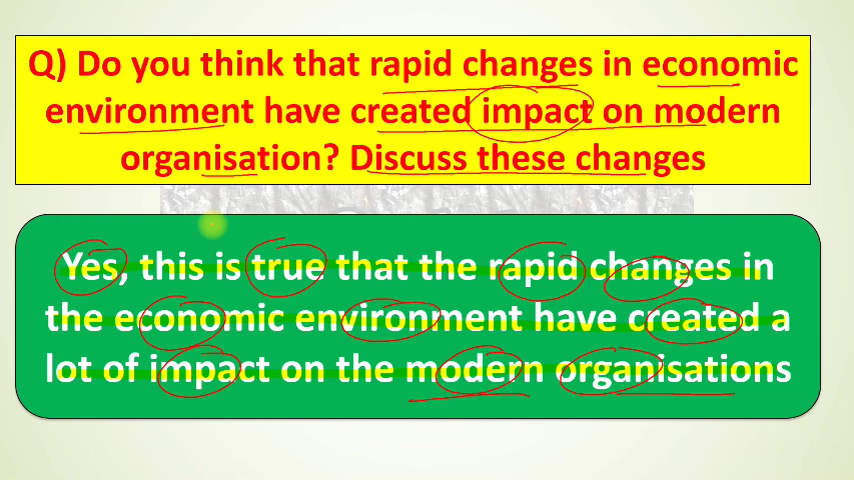 Q) Do you think that rapid changes in economic
environment have created impact on modern
organisation? Discuss these changes
Yes, this is true that the rapid changes in
the economic environment have created a
lot of impact on the modern organisations